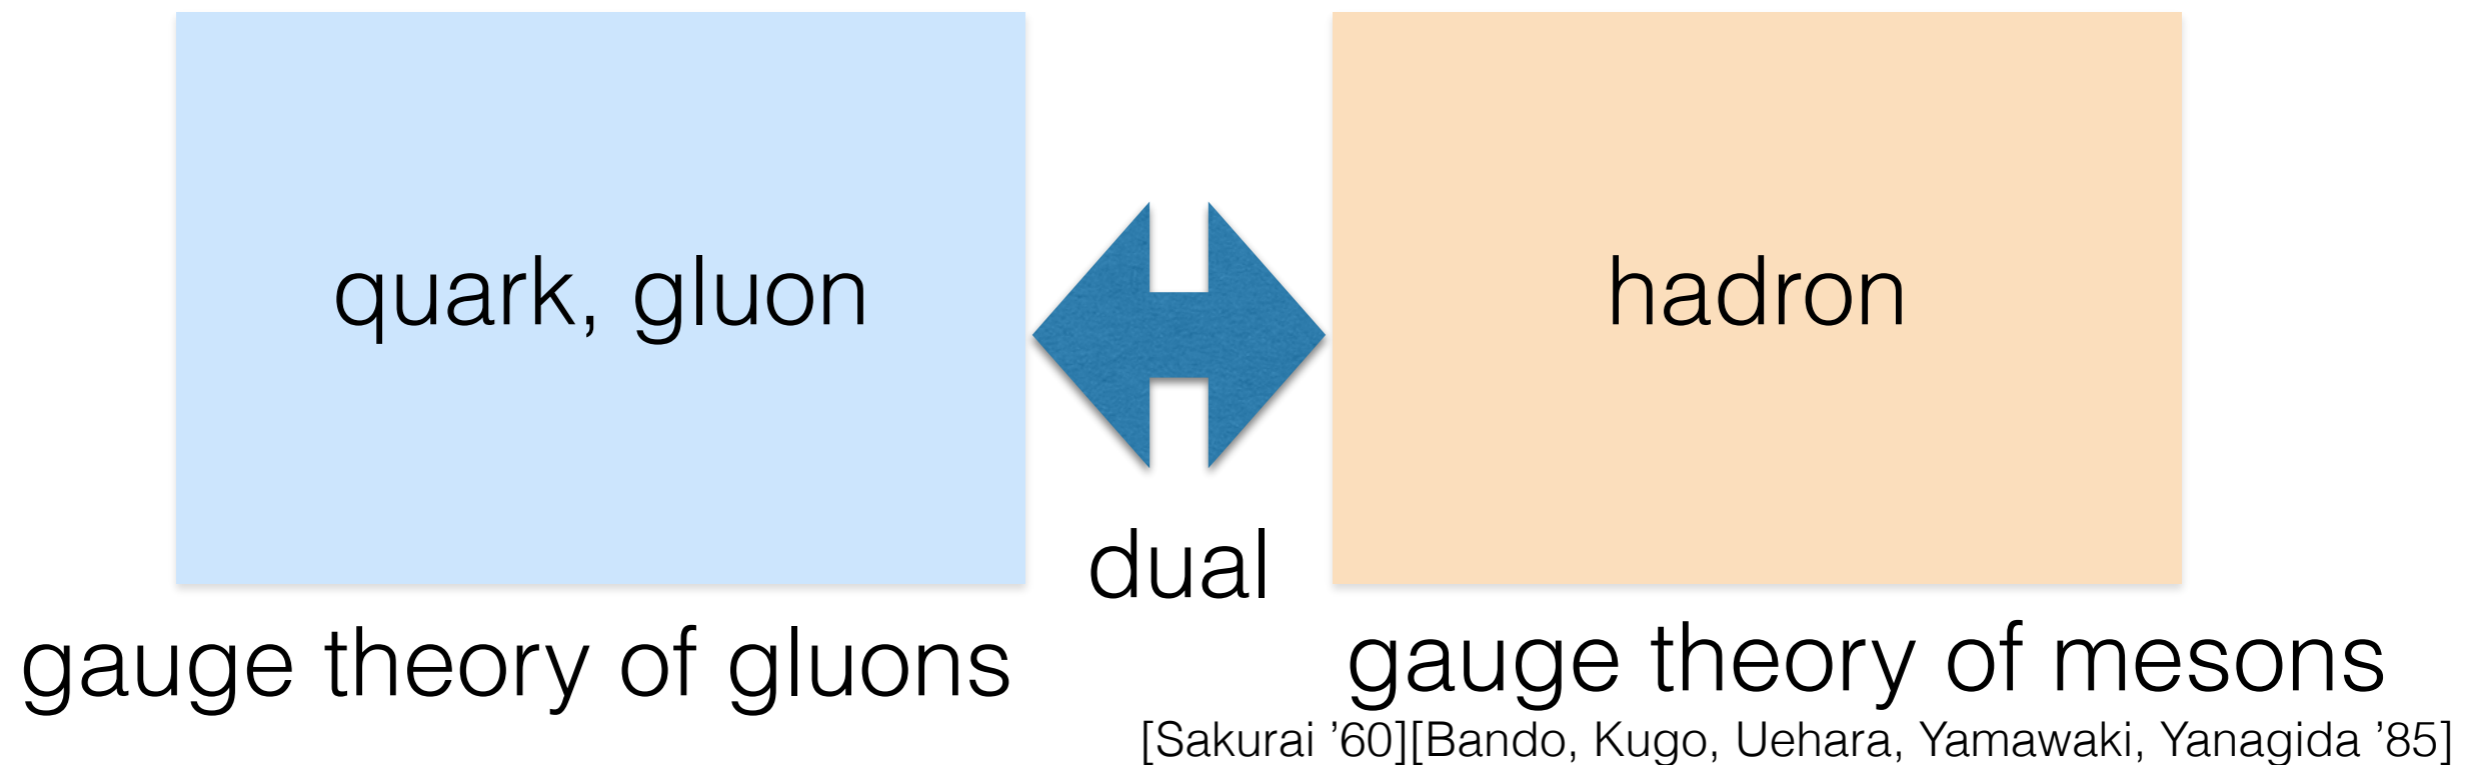 quark, gluon
hadron
dual
gauge theory of gluons
gauge theory of mesons
[Sakurai ’60][Bando, Kugo, Uehara, Yamawaki, Yanagida ’85]